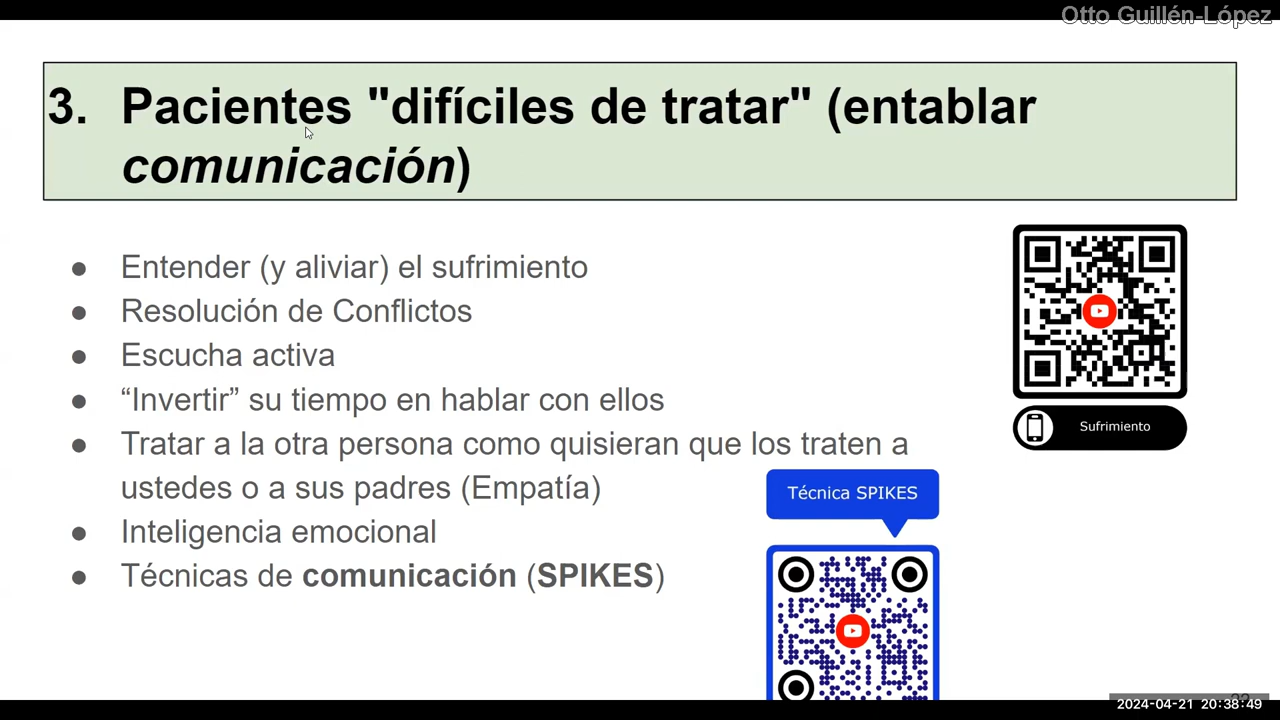 Otto Guillén-López
3. Pacientes "difíciles de tratar" (entablar
comunicación)
● Entender (y aliviar) el sufrimiento
● Resolución de Conflictos
● Escucha activa
● “Invertir” su tiempo en hablar con ellos
● Tratar a la otra persona como quisieran que los traten a
ustedes o a sus padres (Empatía)
● Inteligencia emocional
● Técnicas de comunicación (SPIKES)
Sufrimiento
Técnica SPIKES
2024-04-21 20:38:49